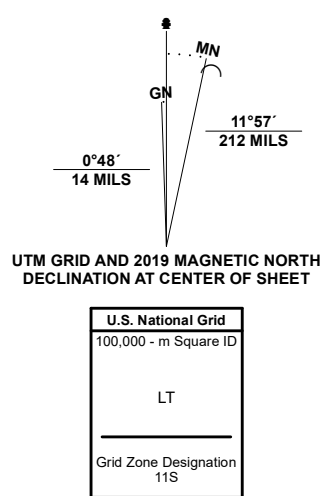 MN
GN
11°57´
212 MILS
0°48´
14 MILS
UTM GRID AND 2019 MAGNETIC NORTH
DECLINATION AT CENTER OF SHEET
U.S. National Grid
100,000 - m Square ID
LT
Grid Zone Designation
11S